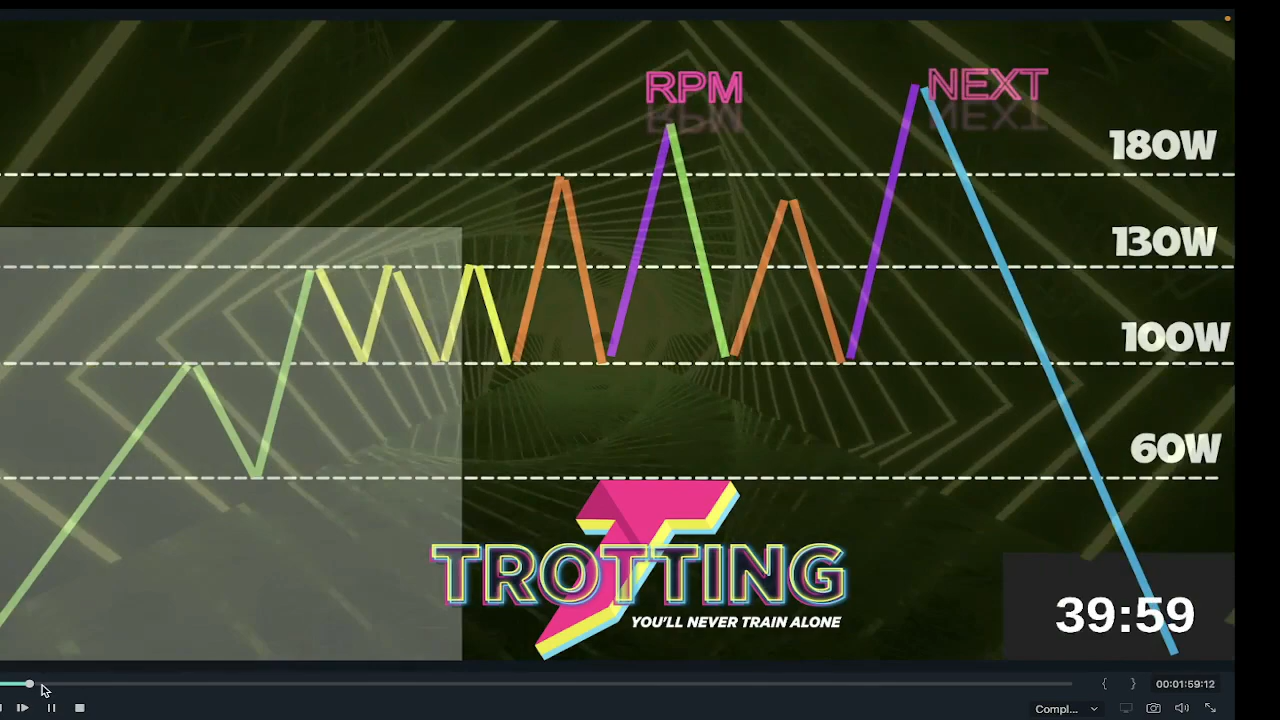 RPM
NEXT
180W
130W
100W
60W
TROTTING
YOU'LL NEVER TRAIN ALONE
39:59
{ } 00:01:59:12
Compl...